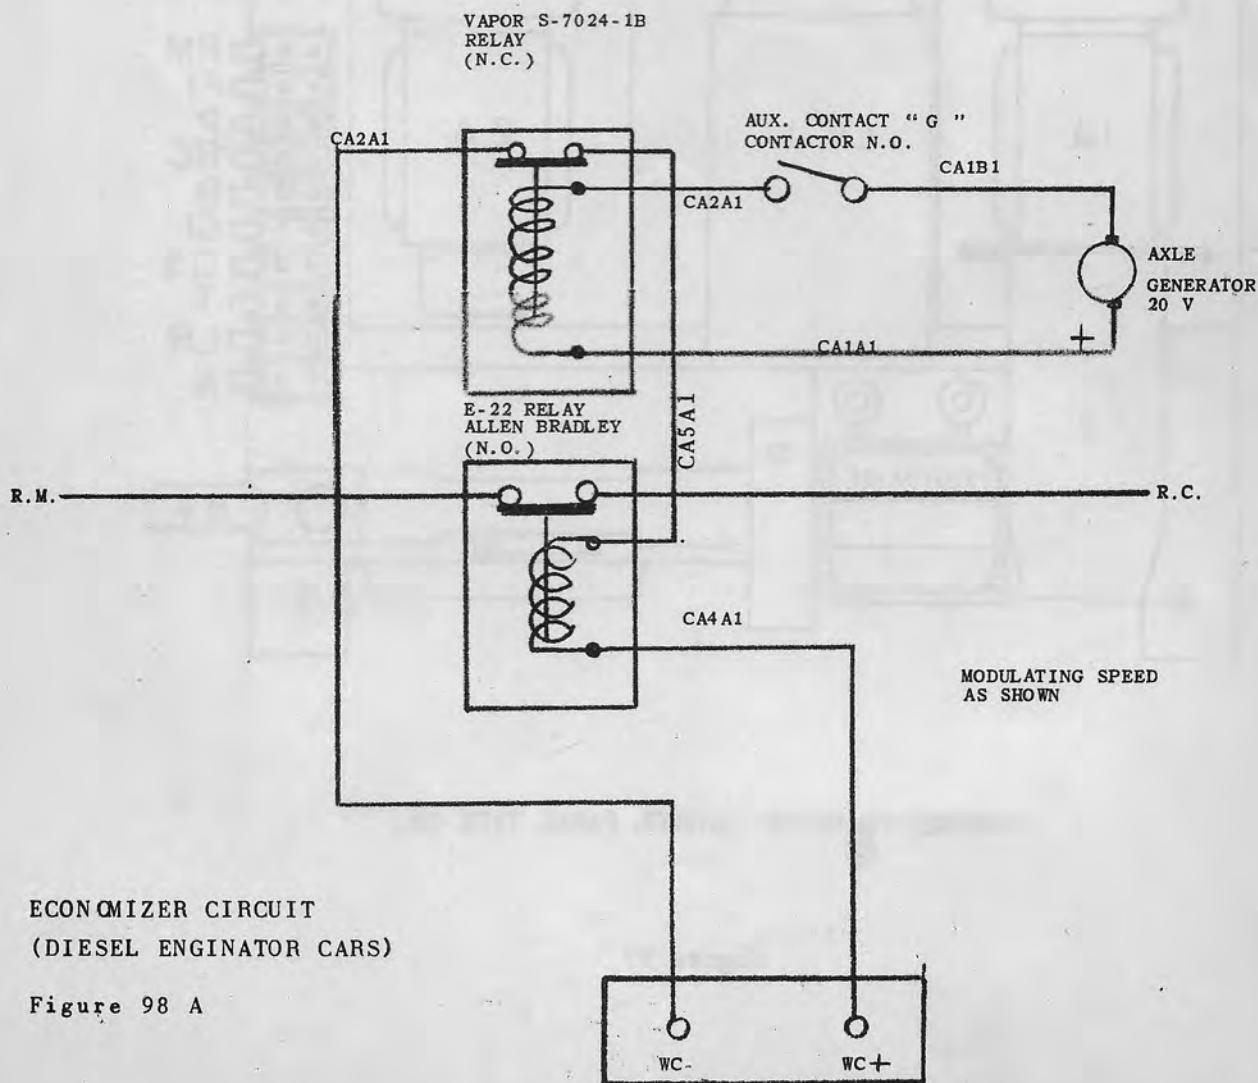 VAPOR S-7024-1B
RELAY
(N.C.)
CA2A1
AUX. CONTACT “ G ”
CONTACTOR N.O.
CA1B1
CA2A1
AXLE
GENERATOR
20 V
+
CA1A1
E-22 RELAY
ALLEN BRADLEY
(N.O.)
CA5A1
R.M.
R.C.
CA4A1
MODULATING SPEED
AS SHOWN
ECONOMIZER CIRCUIT
(DIESEL ENGINATOR CARS)
Figure 98 A
WC-
WC+